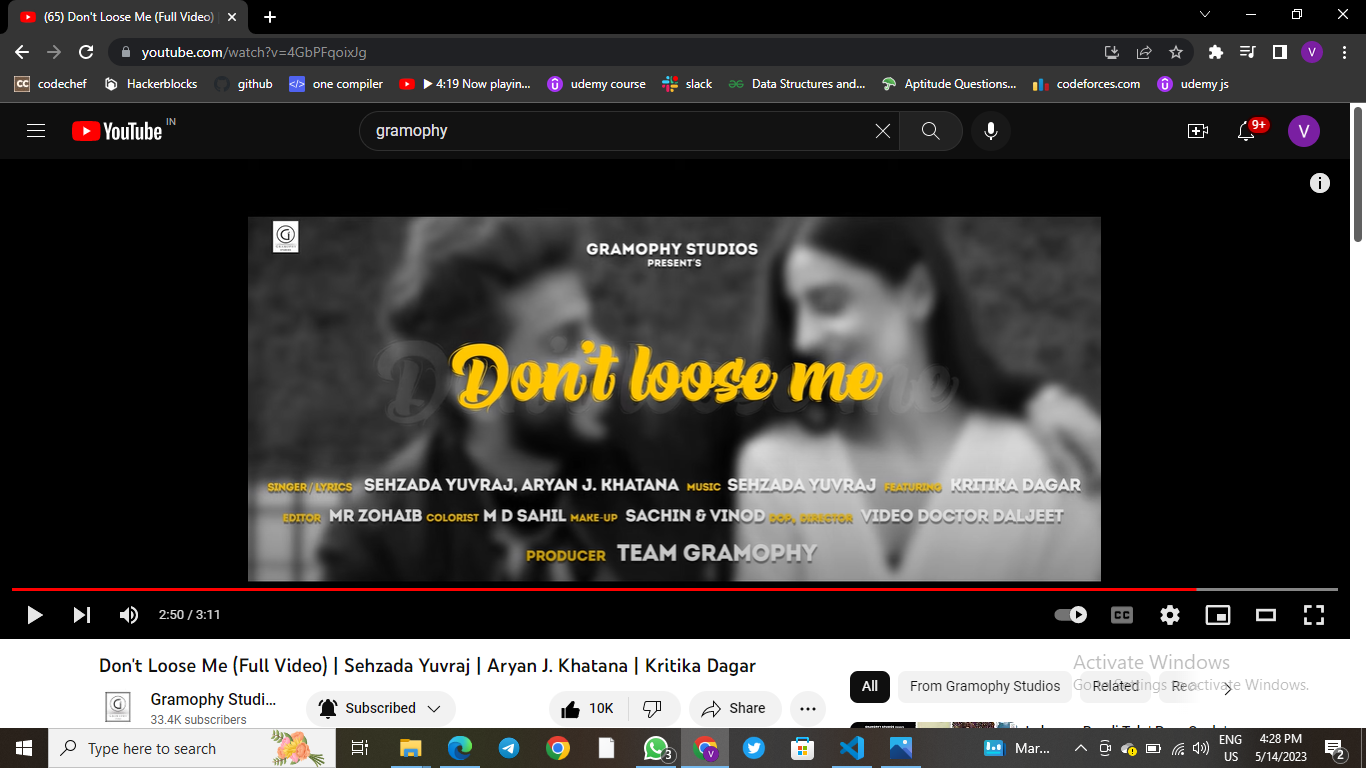 (65) Don't Loose Me (Full Video)
youtube.com/watch?v=4GbPFqoixJg
V
CC codechef
Hackerblocks
github
one compiler
▶ 4:19 Now playin...
udemy course
slack
Data Structures and...
Aptitude Questions...
codeforces.com
udemy js
YouTube IN
gramophy
9+
V
G
GRAMOPHY STUDIOS
PRESENT'S
Don't loose me
SINGER / LYRICS SEHZADA YUVRAJ, ARYAN J. KHATANA MUSIC SEHZADA YUVRAJ FEATURING KRITIKA DAGAR
EDITOR MR ZOHAIB COLORIST M D SAHIL MAKE-UP SACHIN & VINOD DOP, DIRECTOR VIDEO DOCTOR DALJEET
PRODUCER TEAM GRAMOPHY
2:50 / 3:11
CC
Don't Loose Me (Full Video) | Sehzada Yuvraj | Aryan J. Khatana | Kritika Dagar
Gramophy Studi...
33.4K subscribers
Subscribed
10K
Share
All
From Gramophy Studios
Related
Activate Windows
Go to Settings to activate Windows.
Type here to search
3
V
Mar...
ENG
US
4:28 PM
5/14/2023
2